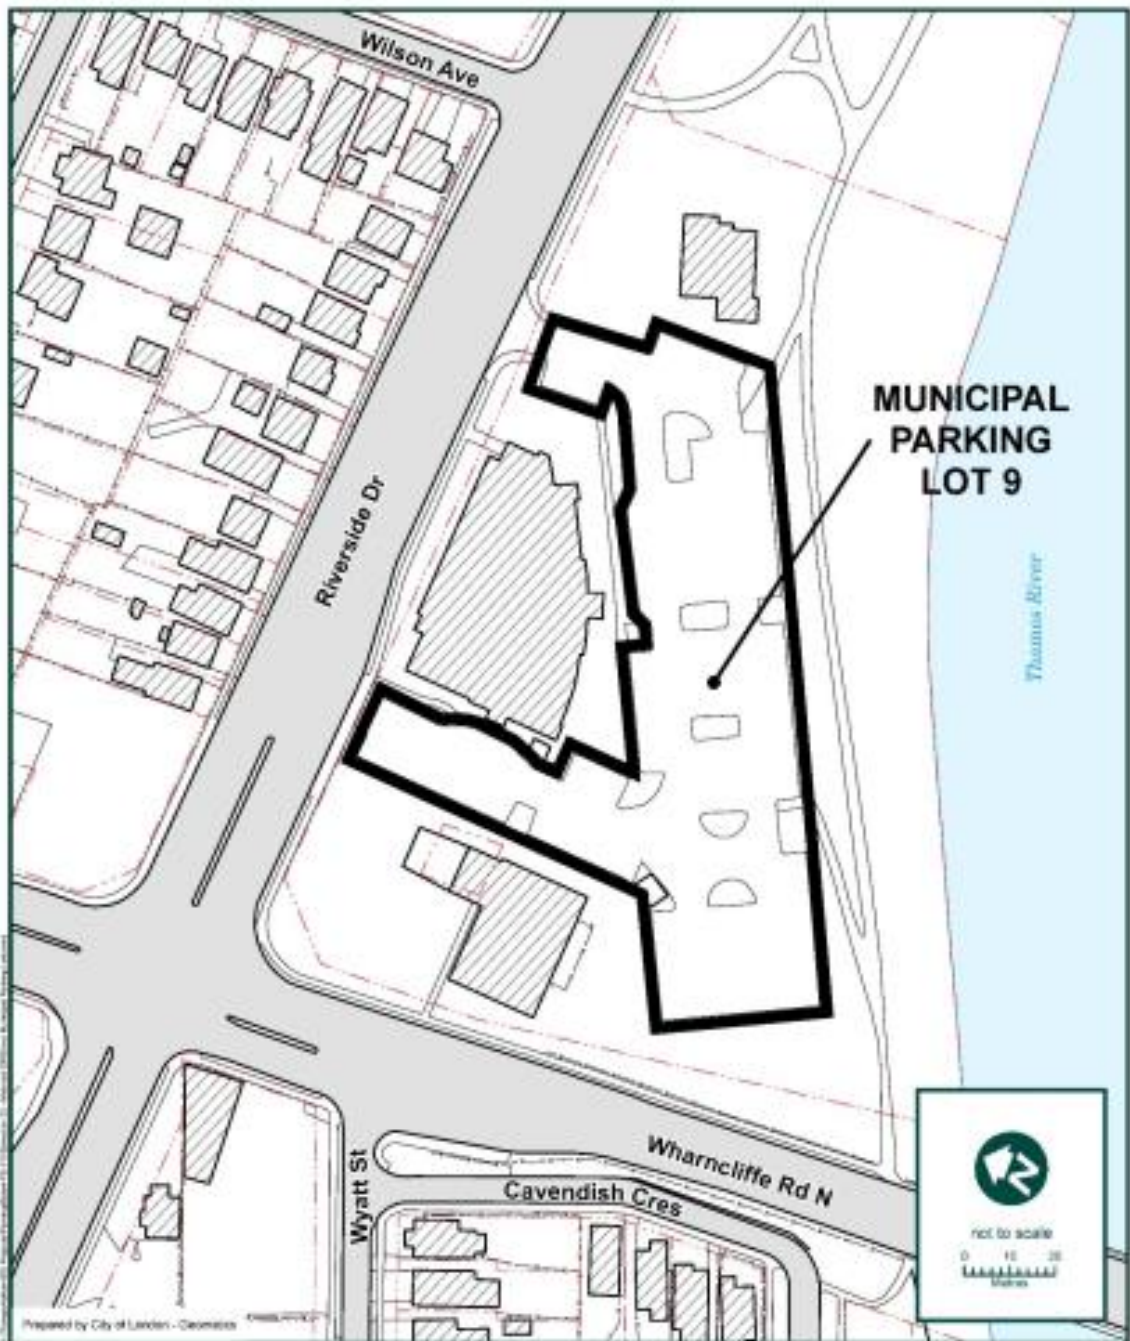 Wilson Ave
MUNICIPAL
PARKING
LOT 9
Riverside Dr
Thames River
Wharncliffe Rd N
Wyatt St
Cavendish Cres
N
not to scale
0 10 20
Metres
Prepared by City of London - Geomatics